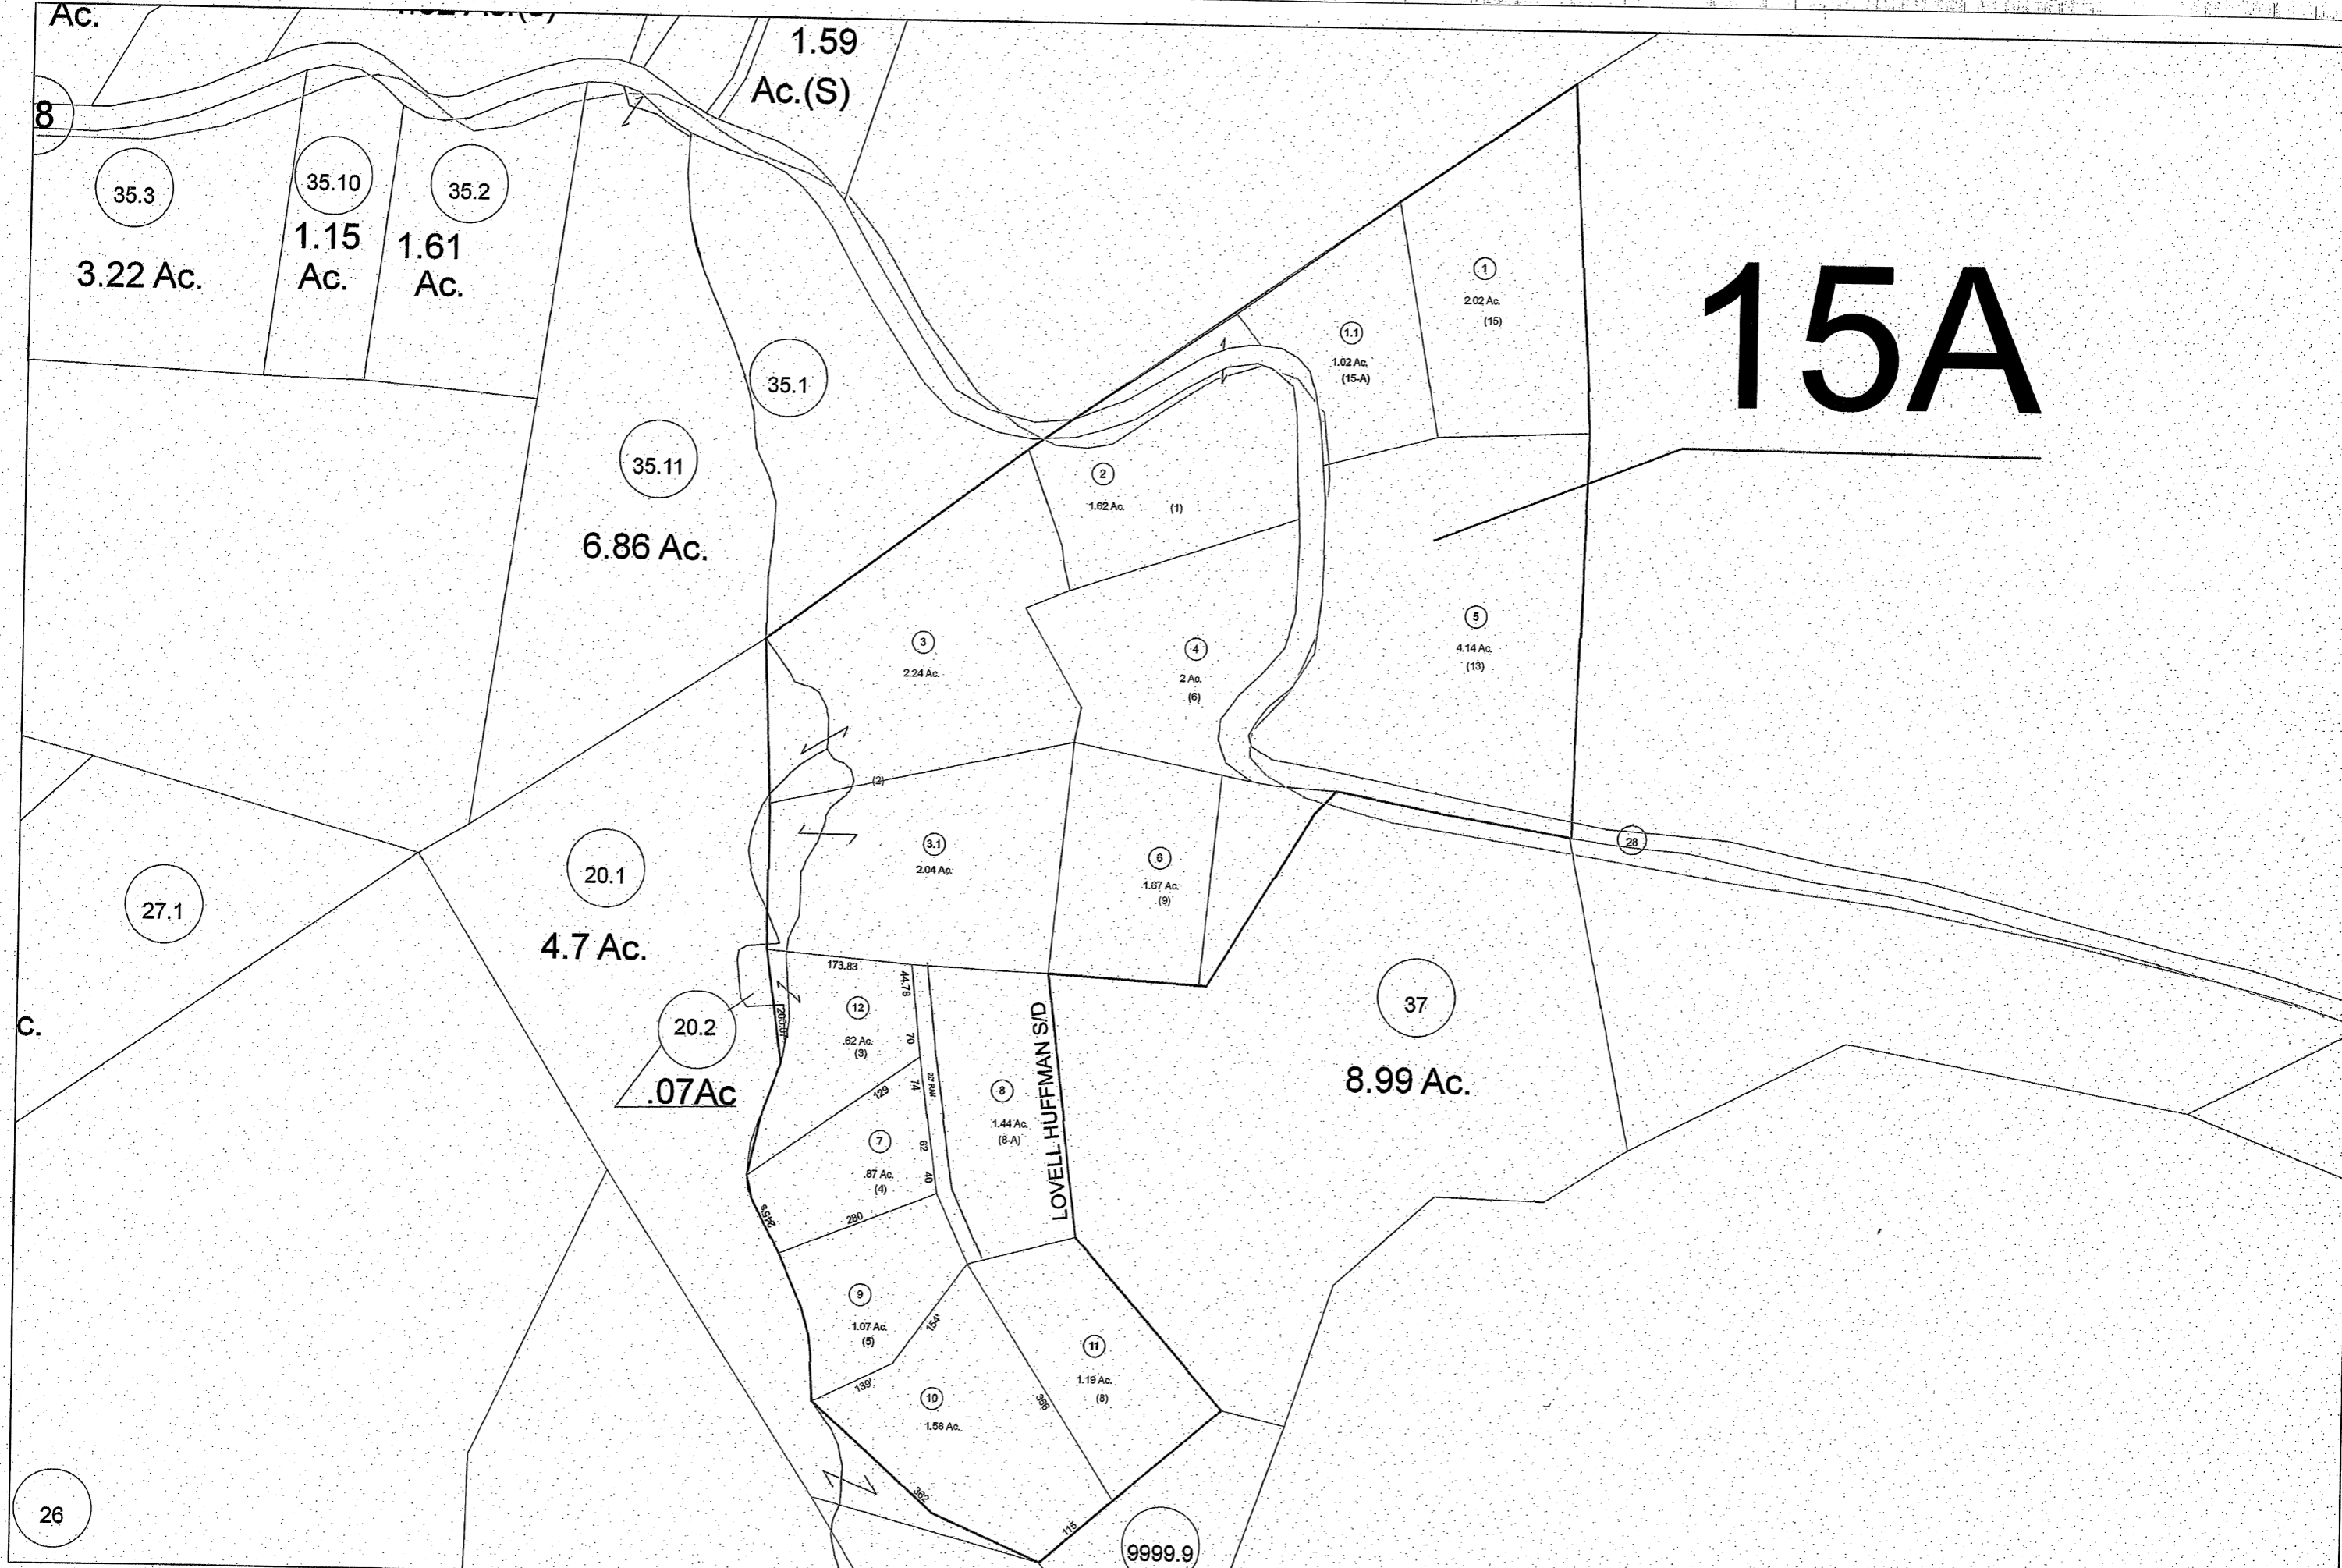 Ac.
1.59
Ac.(S)
8
35.3
3.22 Ac.
35.10
1.15
Ac.
35.2
1.61
Ac.
35.1
35.11
6.86 Ac.
1
2.02 Ac.
(15)
1.1
1.02 Ac.
(15-A)
15A
2
1.62 Ac.
(1)
3
2.24 Ac.
4
2 Ac.
(6)
5
4.14 Ac.
(13)
(2)
3.1
2.04 Ac.
6
1.67 Ac.
(9)
28
27.1
20.1
4.7 Ac.
c.
20.2
.07Ac
173.83
44.78
12
.62 Ac.
(3)
70
129
74
20' R/W
7
.87 Ac.
(4)
62
40
280
8
1.44 Ac.
(8-A)
LOVELL HUFFMAN S/D
37
8.99 Ac.
9
1.07 Ac.
(5)
154'
139'
10
1.58 Ac.
11
1.19 Ac.
(8)
362
115
26
9999.9